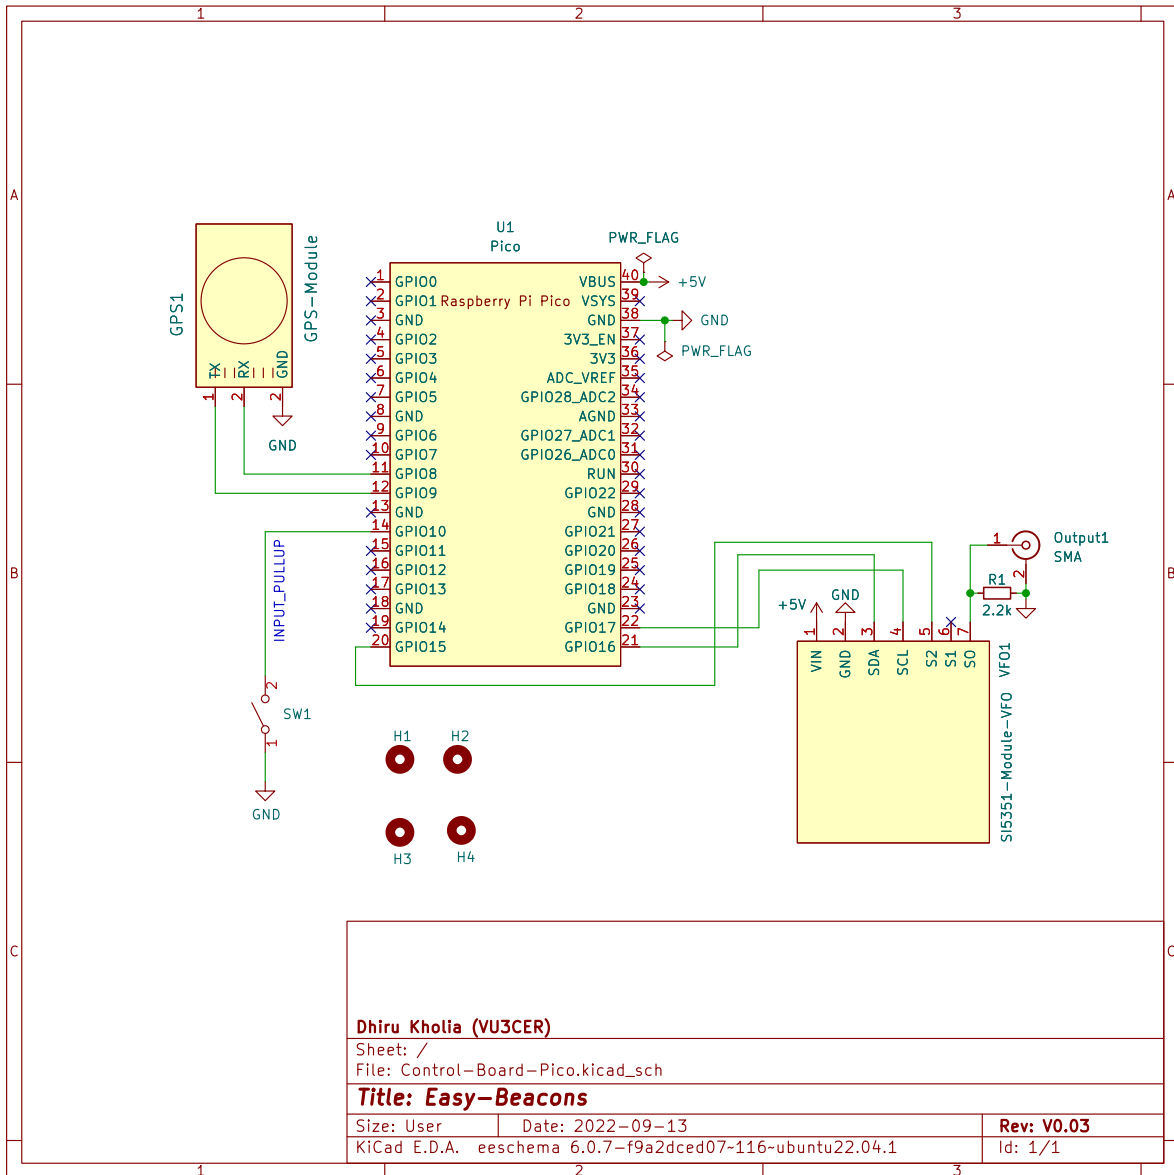 1
2
3
A
A
B
B
C
C
U1
Pico
Raspberry Pi Pico
1 GPIO0
2 GPIO1
3 GND
4 GPIO2
5 GPIO3
6 GPIO4
7 GPIO5
8 GND
9 GPIO6
10 GPIO7
11 GPIO8
12 GPIO9
13 GND
14 GPIO10
15 GPIO11
16 GPIO12
17 GPIO13
18 GND
19 GPIO14
20 GPIO15
VBUS 40
VSYS 39
GND 38
3V3_EN 37
3V3 36
ADC_VREF 35
GPIO28_ADC2 34
AGND 33
GPIO27_ADC1 32
GPIO26_ADC0 31
RUN 30
GPIO22 29
GND 28
GPIO21 27
GPIO20 26
GPIO19 25
GPIO18 24
GND 23
GPIO17 22
GPIO16 21
PWR_FLAG
+5V
GND
PWR_FLAG
GPS1
GPS-Module
TX
RX
GND
1
2
2
GND
INPUT_PULLUP
2
SW1
1
GND
H1
H2
H3
H4
Output1
SMA
1
2
R1
2.2k
+5V
GND
1 VIN
2 GND
3 SDA
4 SCL
5 S2
6 S1
7 S0
VFO1
SI5351-Module-VFO
Dhiru Kholia (VU3CER)
Sheet: /
File: Control-Board-Pico.kicad_sch
Title: Easy-Beacons
Size: User
Date: 2022-09-13
Rev: V0.03
KiCad E.D.A. eeschema 6.0.7-f9a2dced07~116~ubuntu22.04.1
Id: 1/1
1
2
3